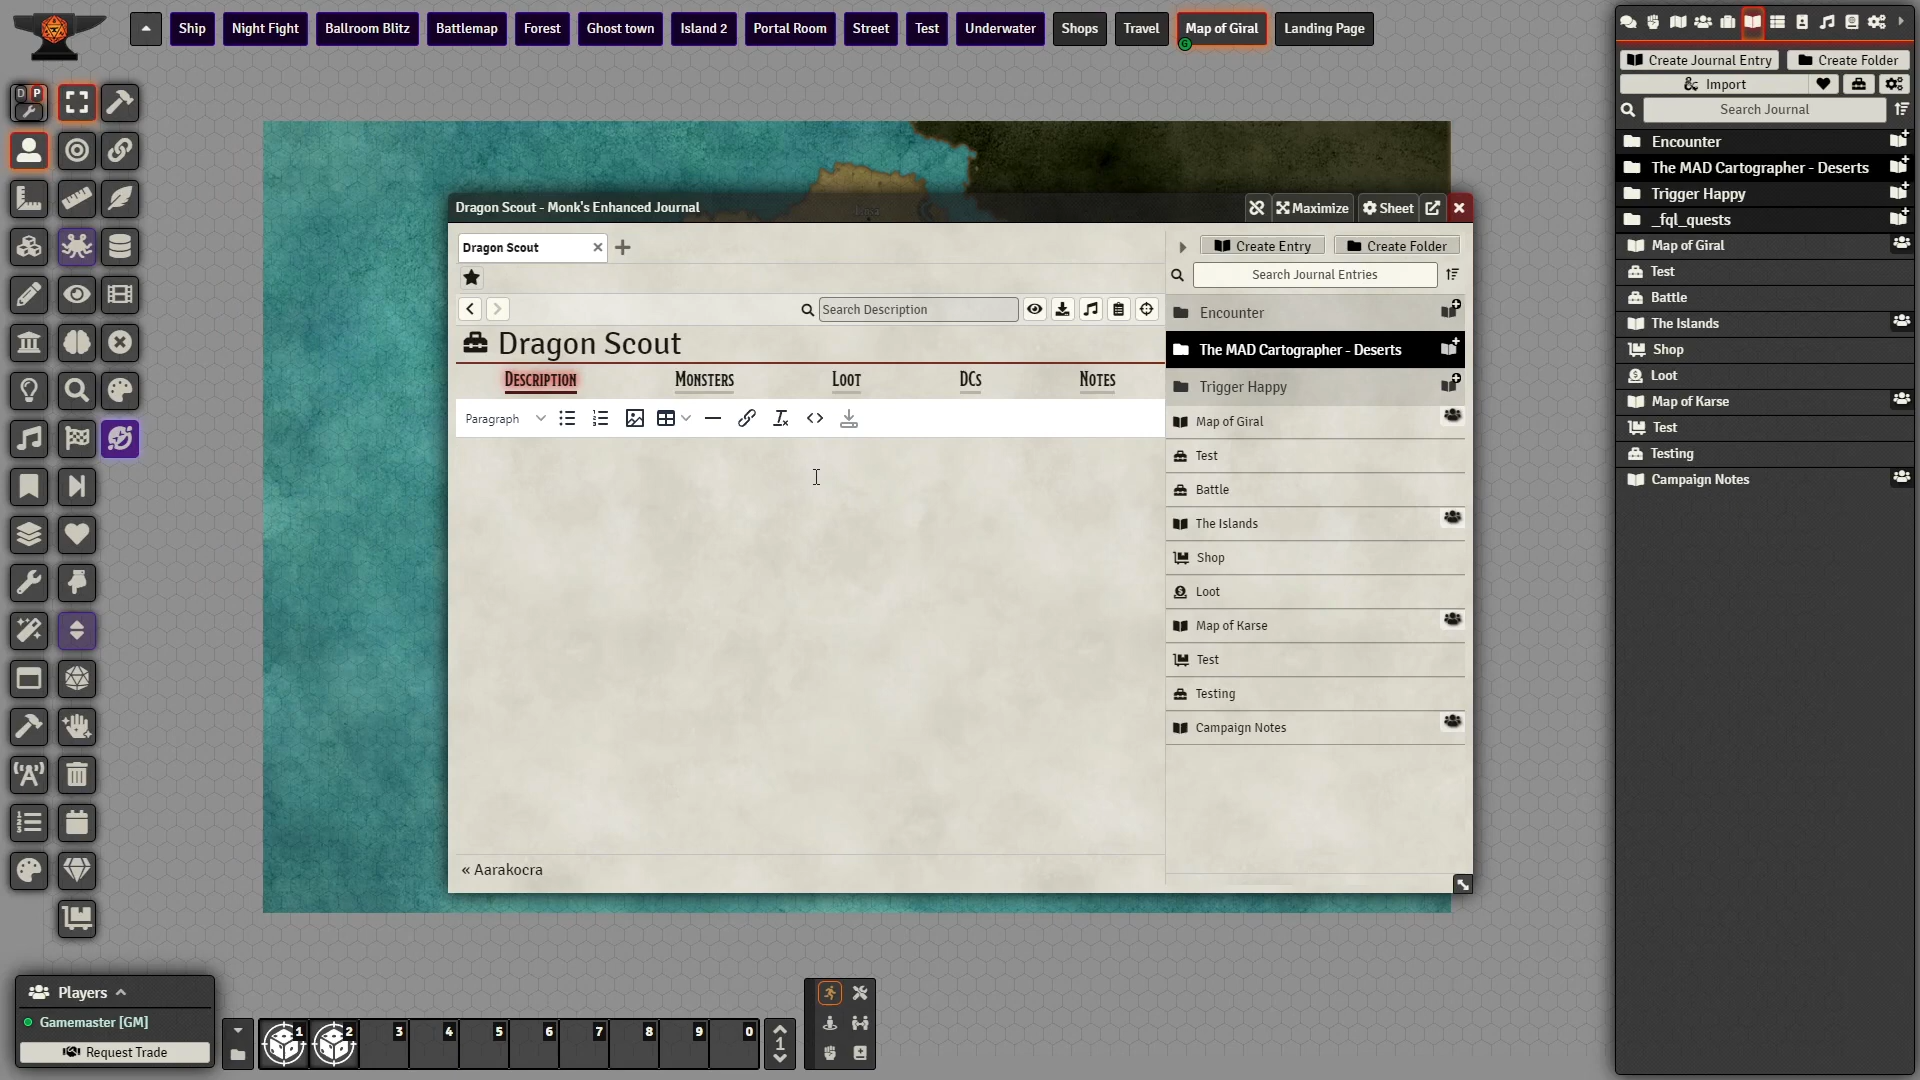 Ship
Night Fight
Ballroom Blitz
Battlemap
Forest
Ghost town
Island 2
Portal Room
Street
Test
Underwater
Shops
Travel
Map of Giral
G
Landing Page
D P
Create Journal Entry
Create Folder
Import
Search Journal
Encounter
The MAD Cartographer - Deserts
Trigger Happy
_fql_quests
Map of Giral
Test
Battle
The Islands
Shop
Loot
Map of Karse
Test
Testing
Campaign Notes
Dragon Scout - Monk's Enhanced Journal
Maximize
Sheet
Dragon Scout
Create Entry
Create Folder
Search Journal Entries
Search Description
Dragon Scout
Description
Monsters
Loot
DCs
Notes
Paragraph
Encounter
The MAD Cartographer - Deserts
Trigger Happy
Map of Giral
Test
Battle
The Islands
Shop
Loot
Map of Karse
Test
Testing
Campaign Notes
« Aarakocra
Players
Gamemaster [GM]
Request Trade
1 2 3 4 5 6 7 8 9 0
1